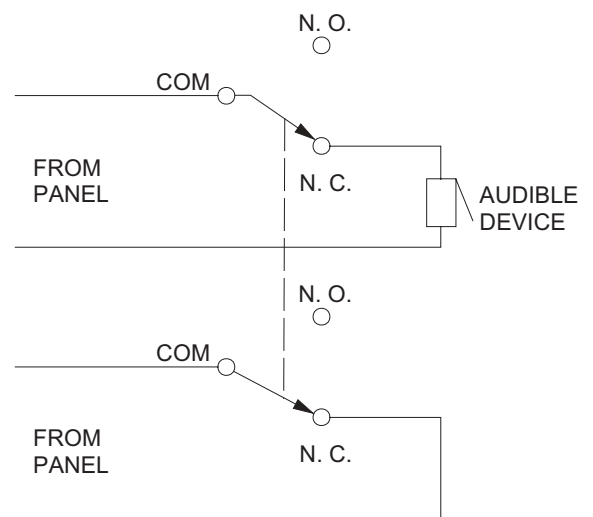 N. O.
COM
FROM
PANEL
N. C.
AUDIBLE
DEVICE
N. O.
COM
FROM
PANEL
N. C.